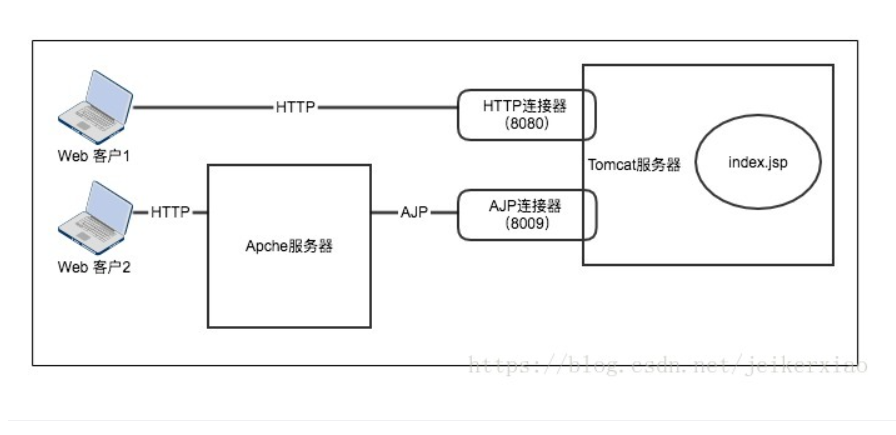 HTTP
HTTP连接器
（8080）
Web 客户1
Tomcat服务器
index.jsp
HTTP
AJP
AJP连接器
（8009）
Apche服务器
Web 客户2
https://blog.csdn.net/jeikerxiao